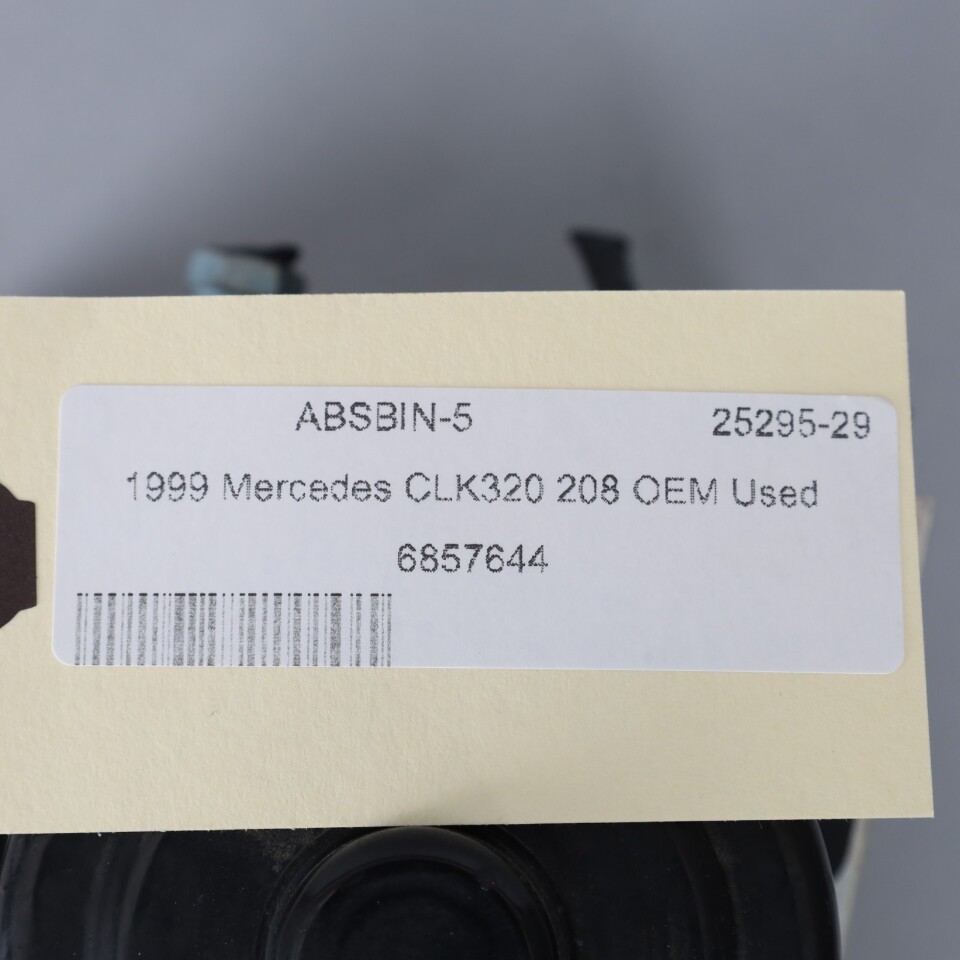 ABSBIN-5 25295-29
1999 Mercedes CLK320 208 OEM Used
6857644